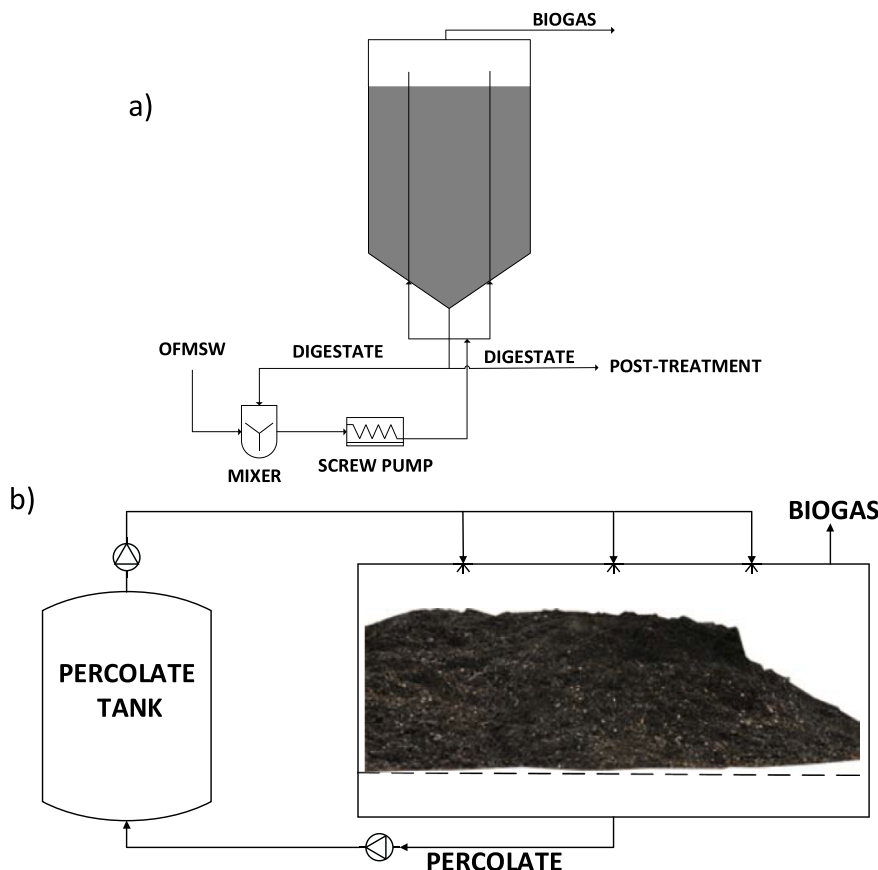 BIOGAS
a)
OFMSW
DIGESTATE
DIGESTATE
POST-TREATMENT
MIXER
SCREW PUMP
b)
BIOGAS
PERCOLATE
TANK
PERCOLATE